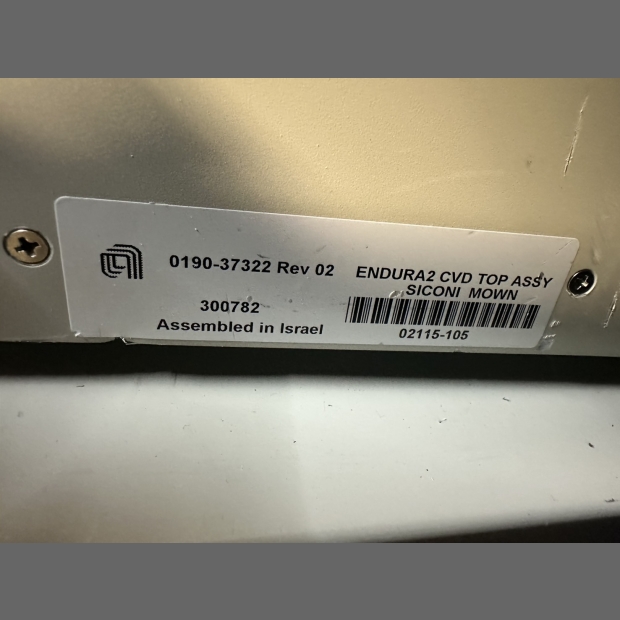 0190-37322 Rev 02
ENDURA2 CVD TOP ASSY
SICONI MOWN
300782
Assembled in Israel
02115-105